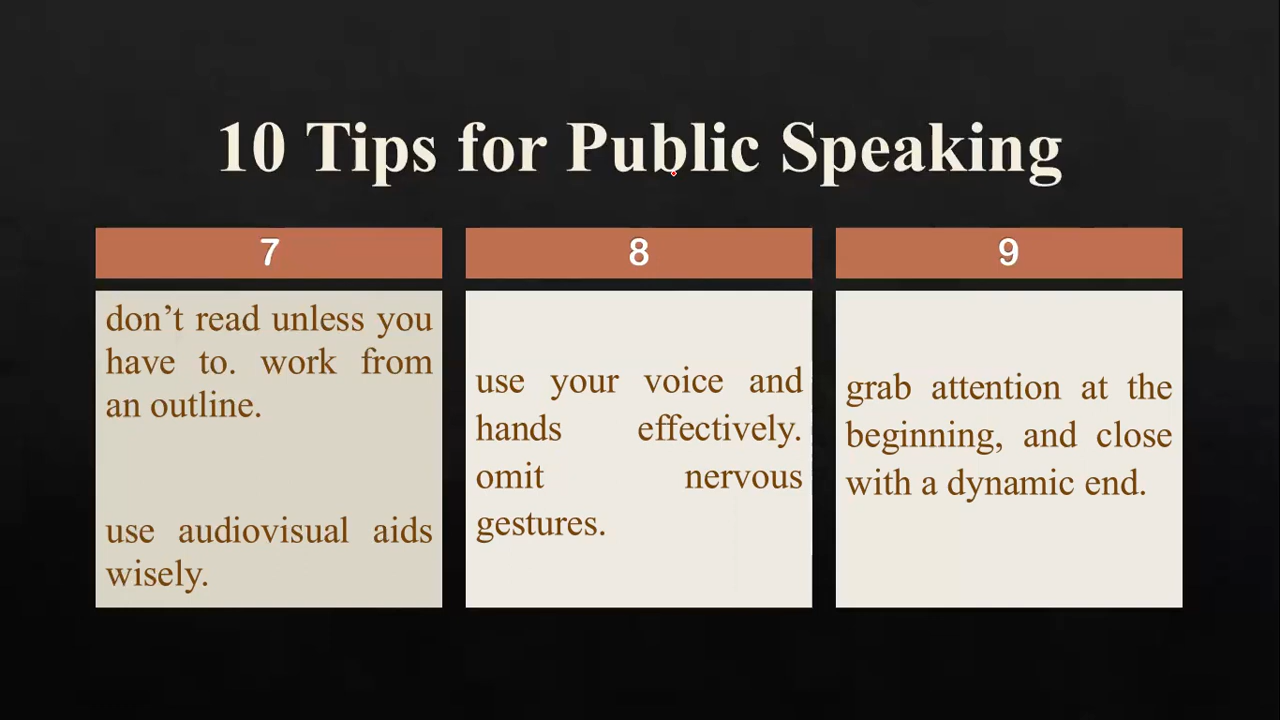 10 Tips for Public Speaking
7
don’t read unless you
have to. work from
an outline.
use audiovisual aids
wisely.
8
use your voice and
hands effectively.
omit nervous
gestures.
9
grab attention at the
beginning, and close
with a dynamic end.